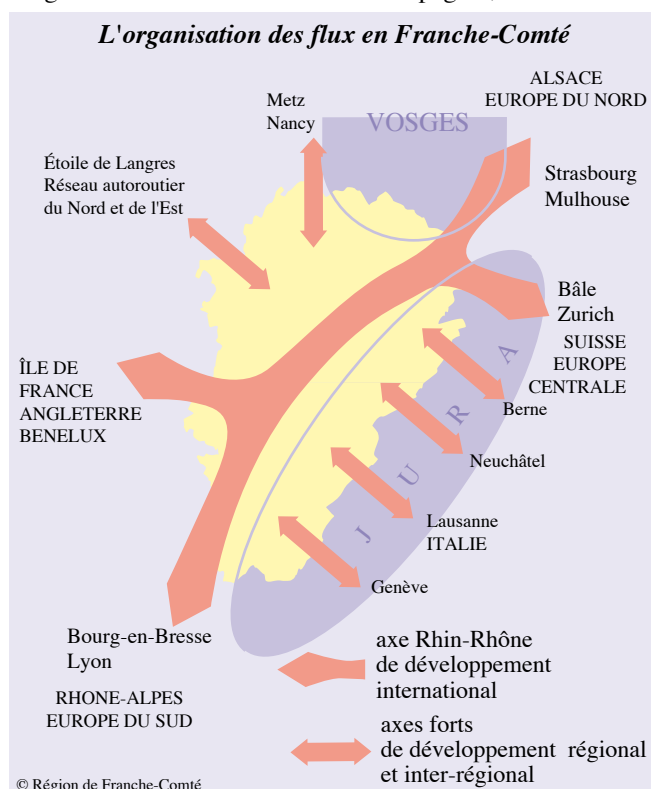 L'organisation des flux en Franche-Comté
ALSACE
EUROPE DU NORD
Metz
Nancy
VOSGES
Étoile de Langres
Réseau autoroutier
du Nord et de l'Est
Strasbourg
Mulhouse
Bâle
Zurich
SUISSE
EUROPE
CENTRALE
Berne
ÎLE DE
FRANCE
ANGLETERRE
BENELUX
JURA
Neuchâtel
Lausanne
ITALIE
Genève
Bourg-en-Bresse
Lyon
RHONE-ALPES
EUROPE DU SUD
axe Rhin-Rhône
de développement
international
axes forts
de développement régional
et inter-régional
© Région de Franche-Comté